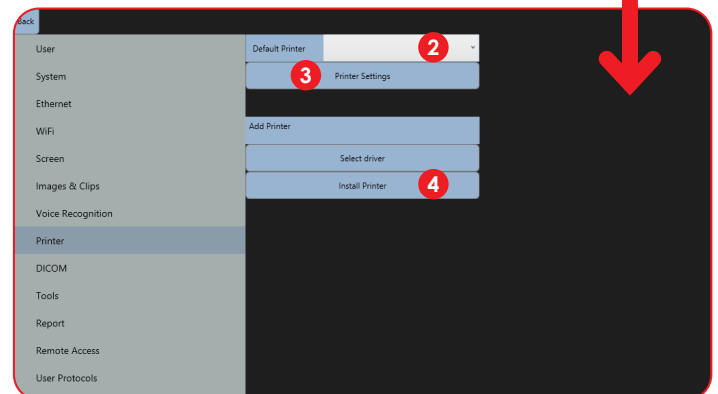 Back
User
System
Ethernet
WiFi
Screen
Images & Clips
Voice Recognition
Printer
DICOM
Tools
Report
Remote Access
User Protocols
Default Printer 2
3 Printer Settings
Add Printer
Select driver
Install Printer 4